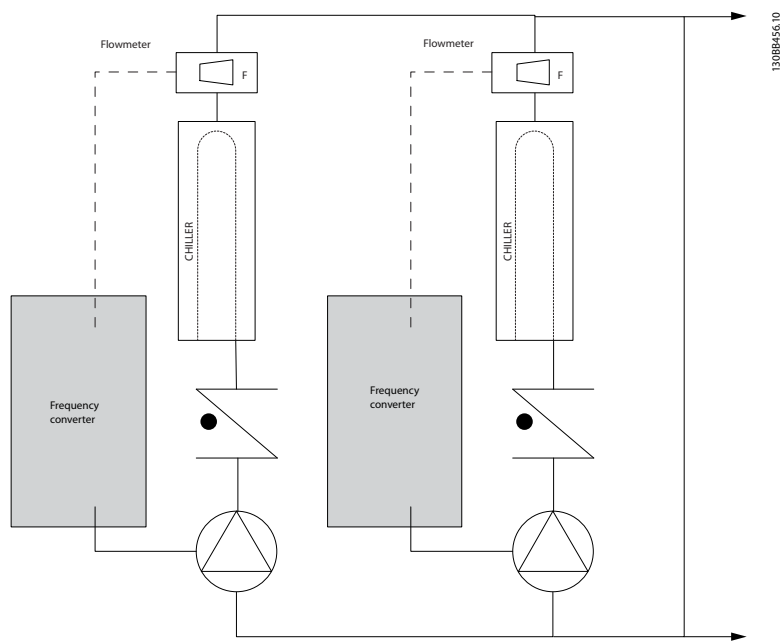 Flowmeter
Flowmeter
130BB456.10
F
F
CHILLER
CHILLER
Frequency
converter
Frequency
converter